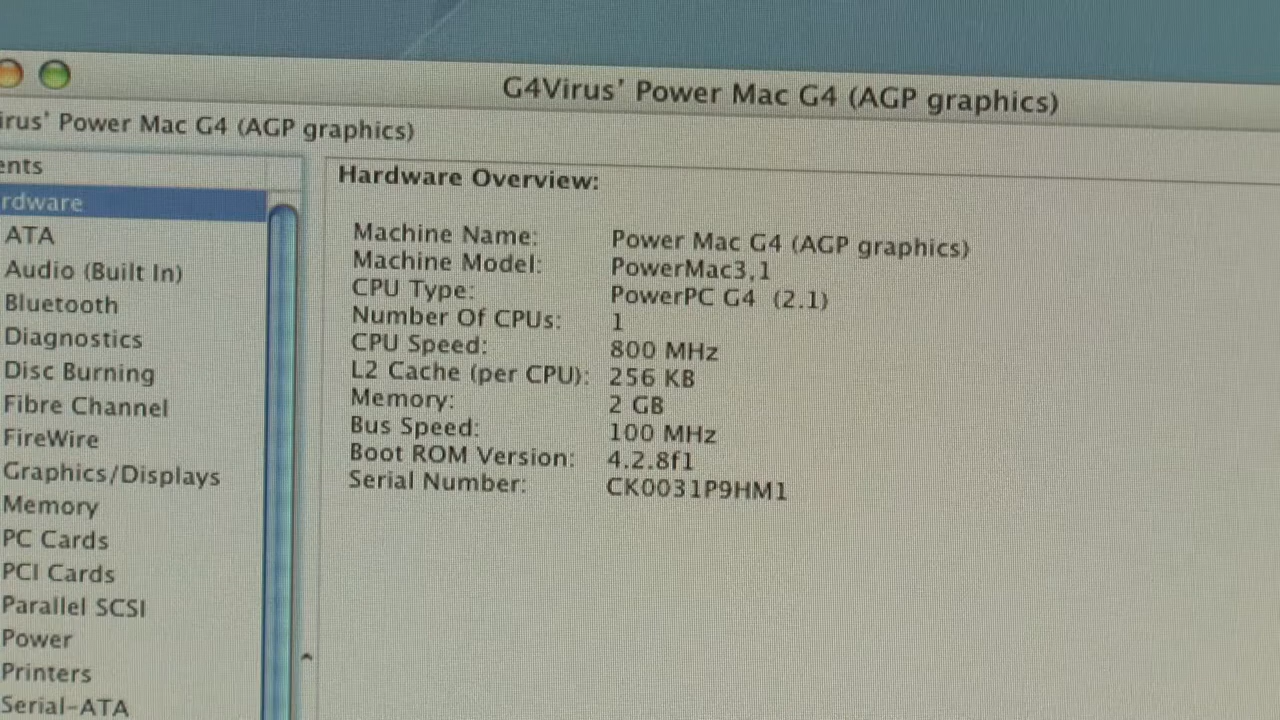 G4Virus' Power Mac G4 (AGP graphics)
irus' Power Mac G4 (AGP graphics)
ents
rdware
ATA
Audio (Built In)
Bluetooth
Diagnostics
Disc Burning
Fibre Channel
FireWire
Graphics/Displays
Memory
PC Cards
PCI Cards
Parallel SCSI
Power
Printers
Serial-ATA
Hardware Overview:
Machine Name: Power Mac G4 (AGP graphics)
Machine Model: PowerMac3,1
CPU Type: PowerPC G4 (2.1)
Number Of CPUs: 1
CPU Speed: 800 MHz
L2 Cache (per CPU): 256 KB
Memory: 2 GB
Bus Speed: 100 MHz
Boot ROM Version: 4.2.8f1
Serial Number: CK0031P9HM1